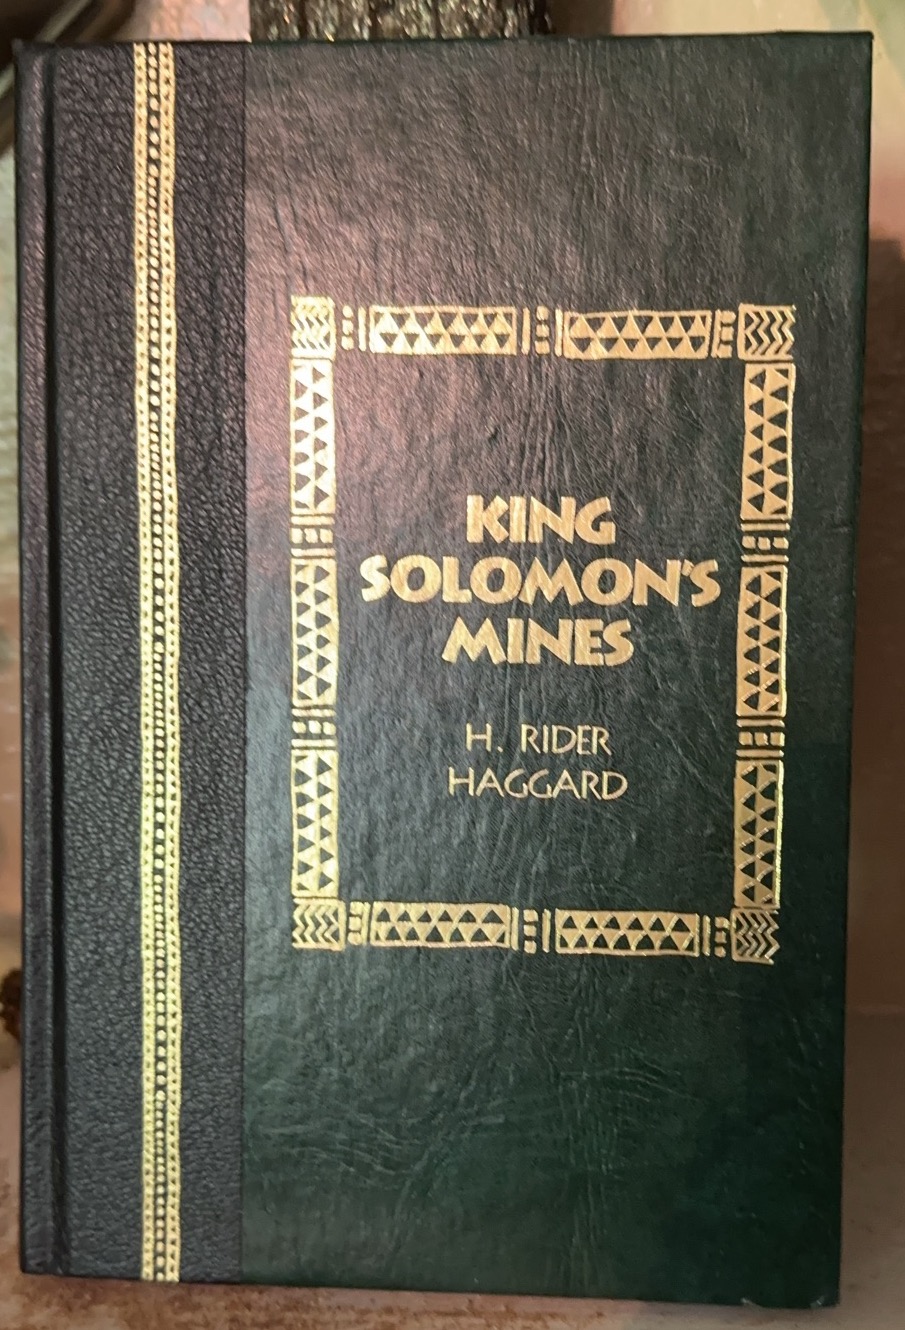 KING
SOLOMON'S
MINES
H. RIDER
HAGGARD